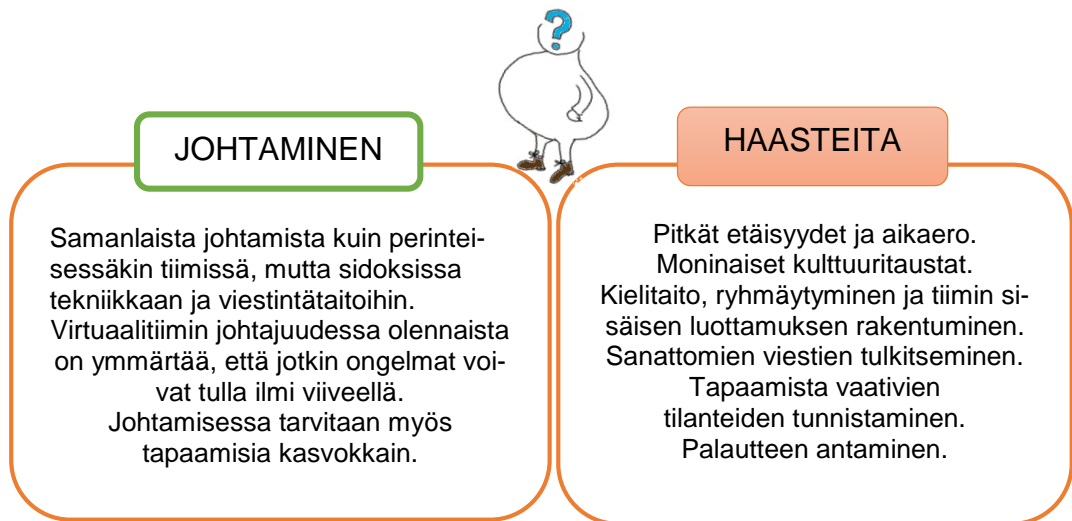 ?
JOHTAMINEN
Samanlaista johtamista kuin perintei-
sessäkin tiimissä, mutta sidoksissa
tekniikkaan ja viestintätaitoihin.
Virtuaalitiimin johtajuudessa olennaista
on ymmärtää, että jotkin ongelmat voi-
vat tulla ilmi viiveellä.
Johtamisessa tarvitaan myös
tapaamisia kasvokkain.
HAASTEITA
Pitkät etäisyydet ja aikaero.
Moninaiset kulttuuritaustat.
Kielitaito, ryhmäytyminen ja tiimin si-
säisen luottamuksen rakentuminen.
Sanattomien viestien tulkitseminen.
Tapaamista vaativien
tilanteiden tunnistaminen.
Palautteen antaminen.